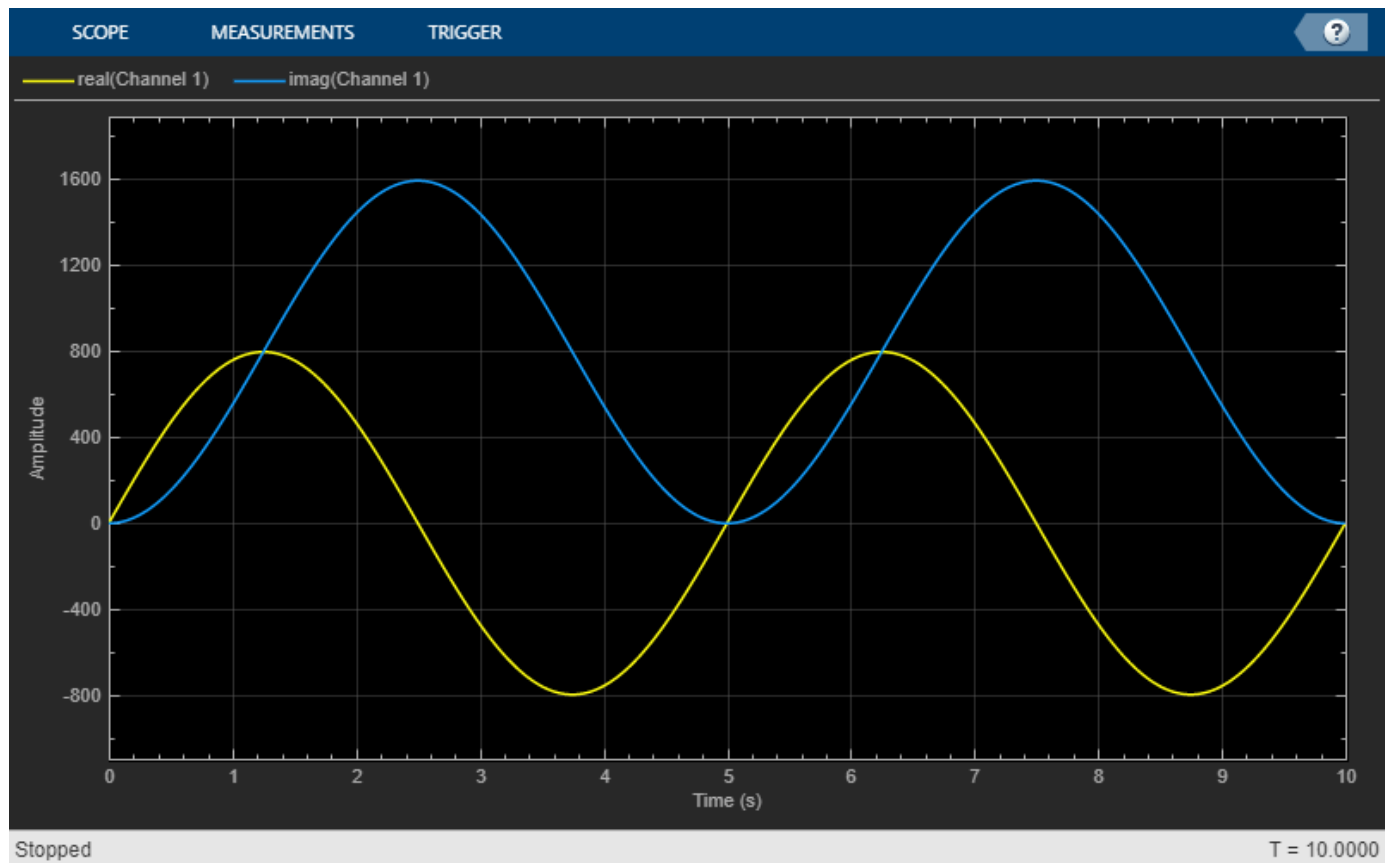 SCOPE MEASUREMENTS TRIGGER ?
real(Channel 1) imag(Channel 1)
1600
1200
800
400
0
-400
-800
Amplitude
0 1 2 3 4 5 6 7 8 9 10
Time (s)
Stopped T = 10.0000